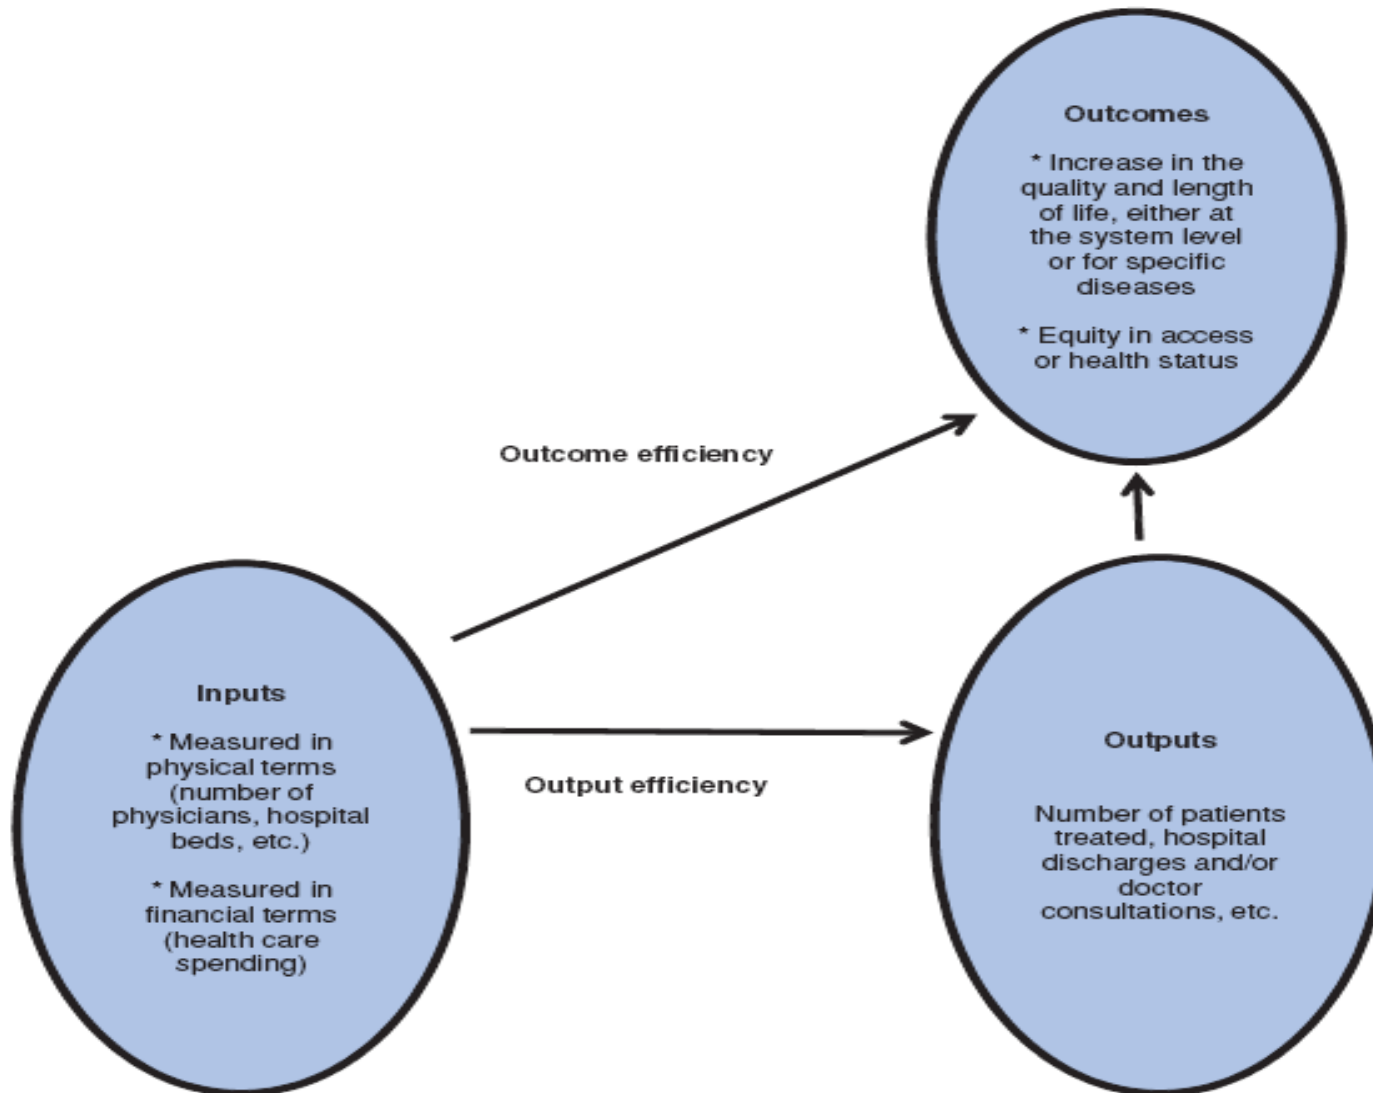 Outcomes
* Increase in the
quality and length
of life, either at
the system level
or for specific
diseases
* Equity in access
or health status
Outcome efficiency
Inputs
* Measured in
physical terms
(number of
physicians, hospital
beds, etc.)
* Measured in
financial terms
(health care
spending)
Output efficiency
Outputs
Number of patients
treated, hospital
discharges and/or
doctor
consultations, etc.